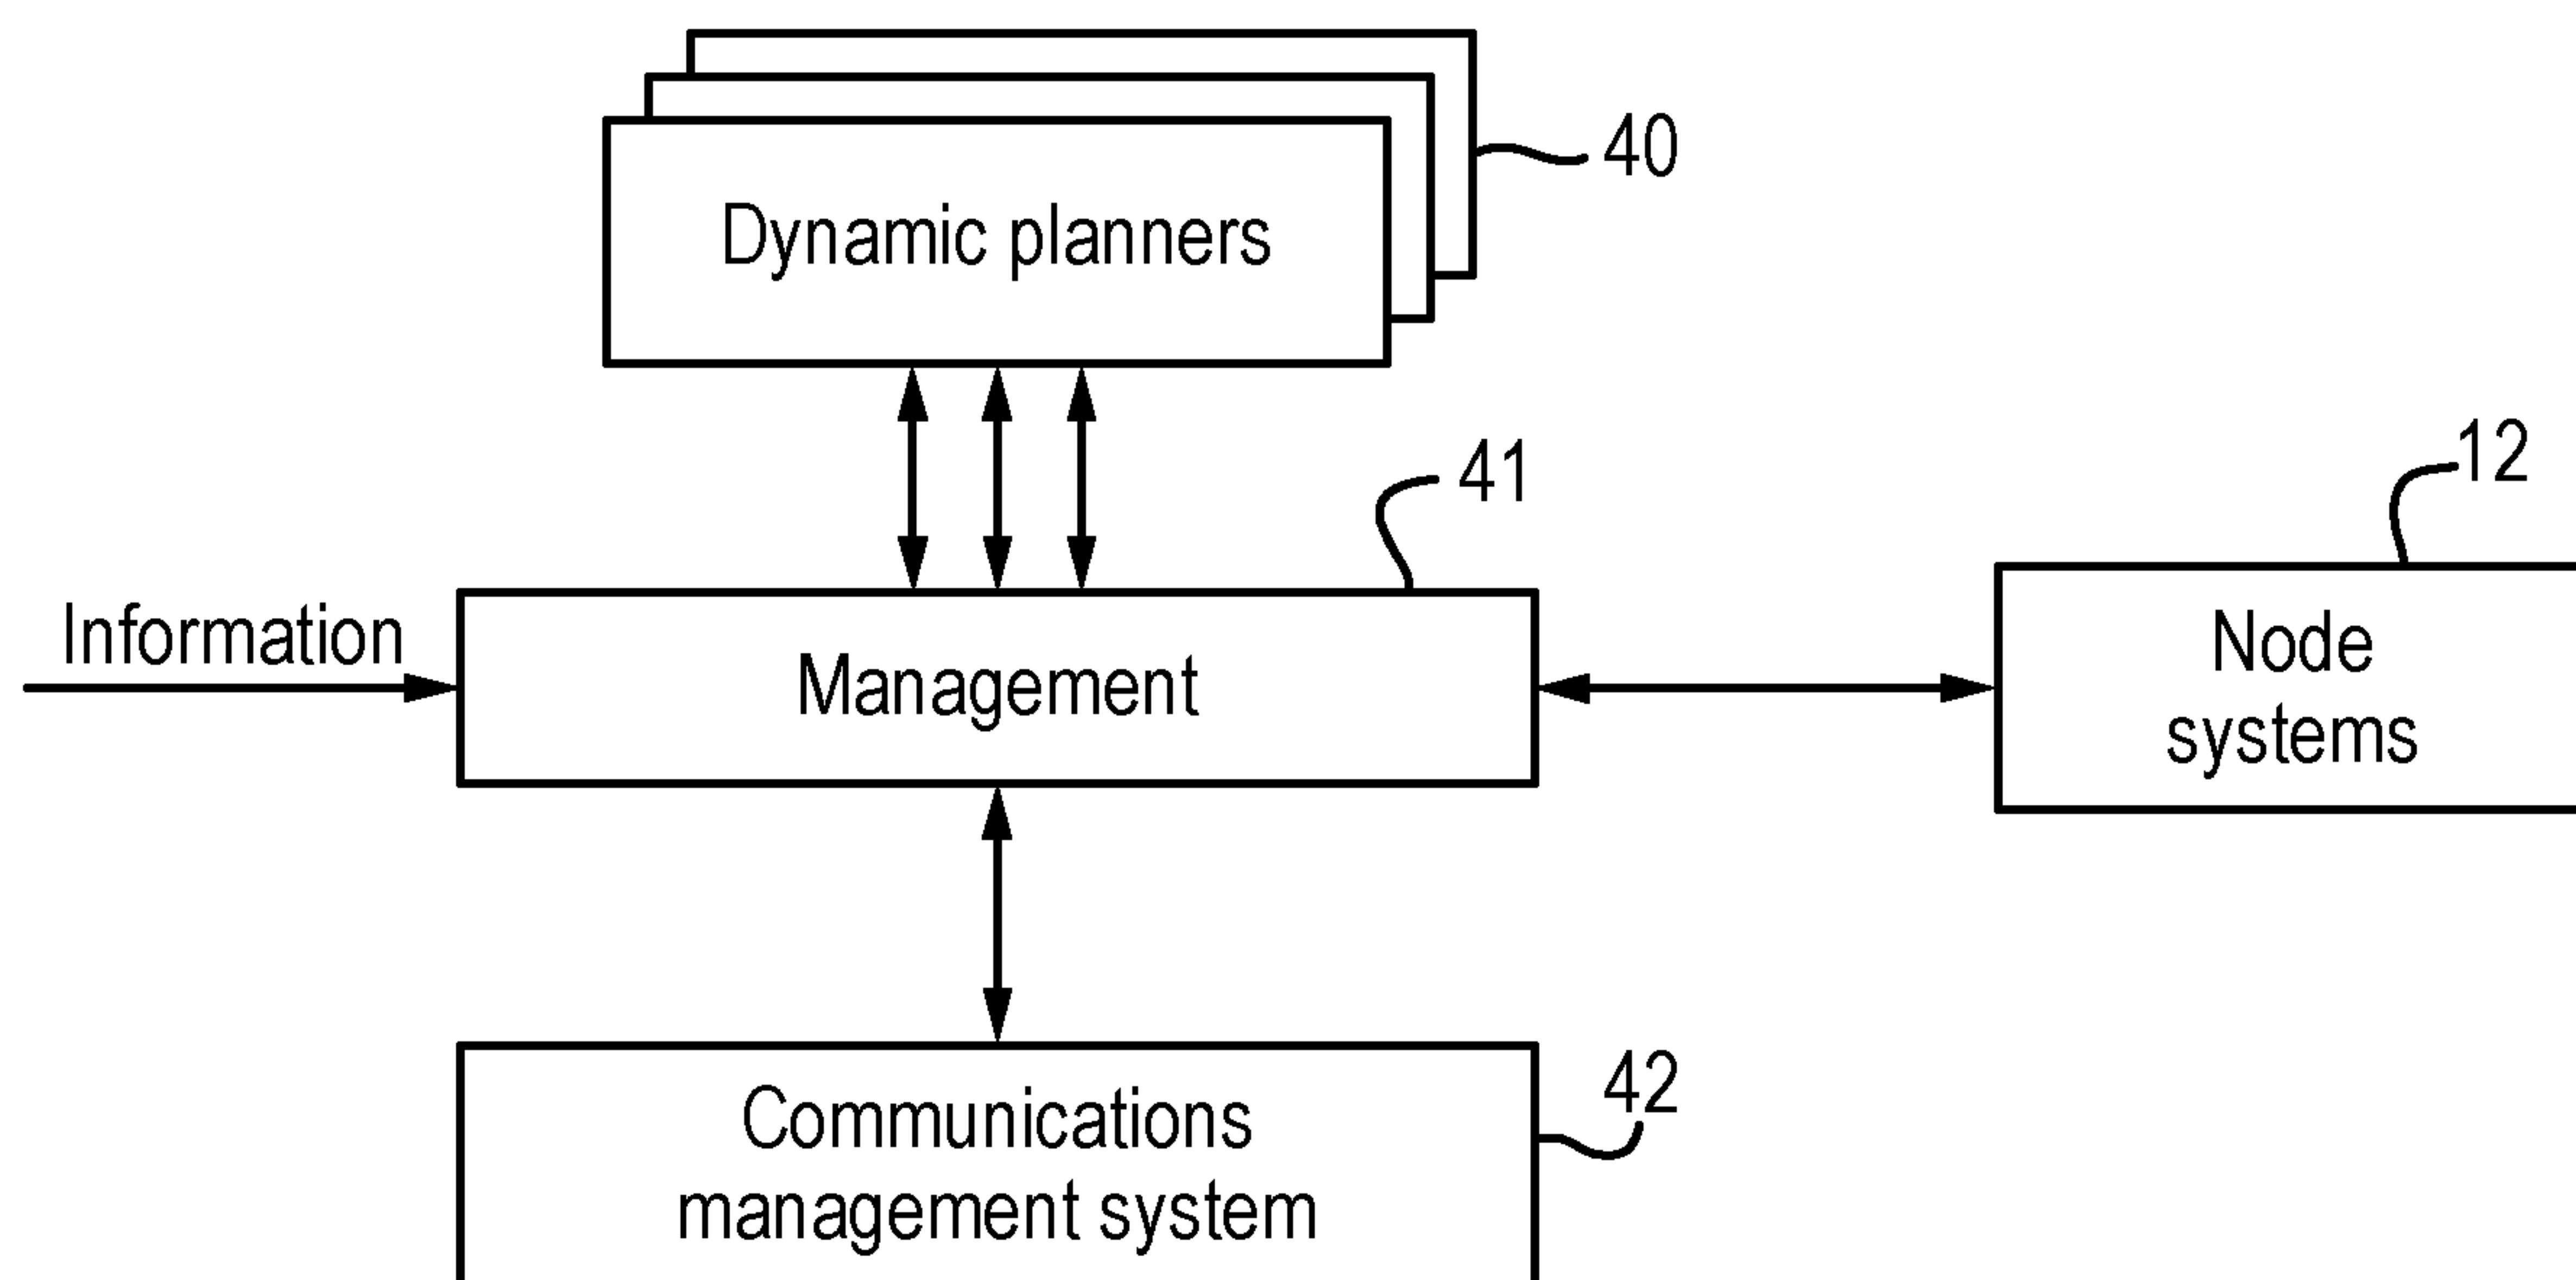 40
Dynamic planners
41
12
Information
Management
Node
systems
42
Communications
management system